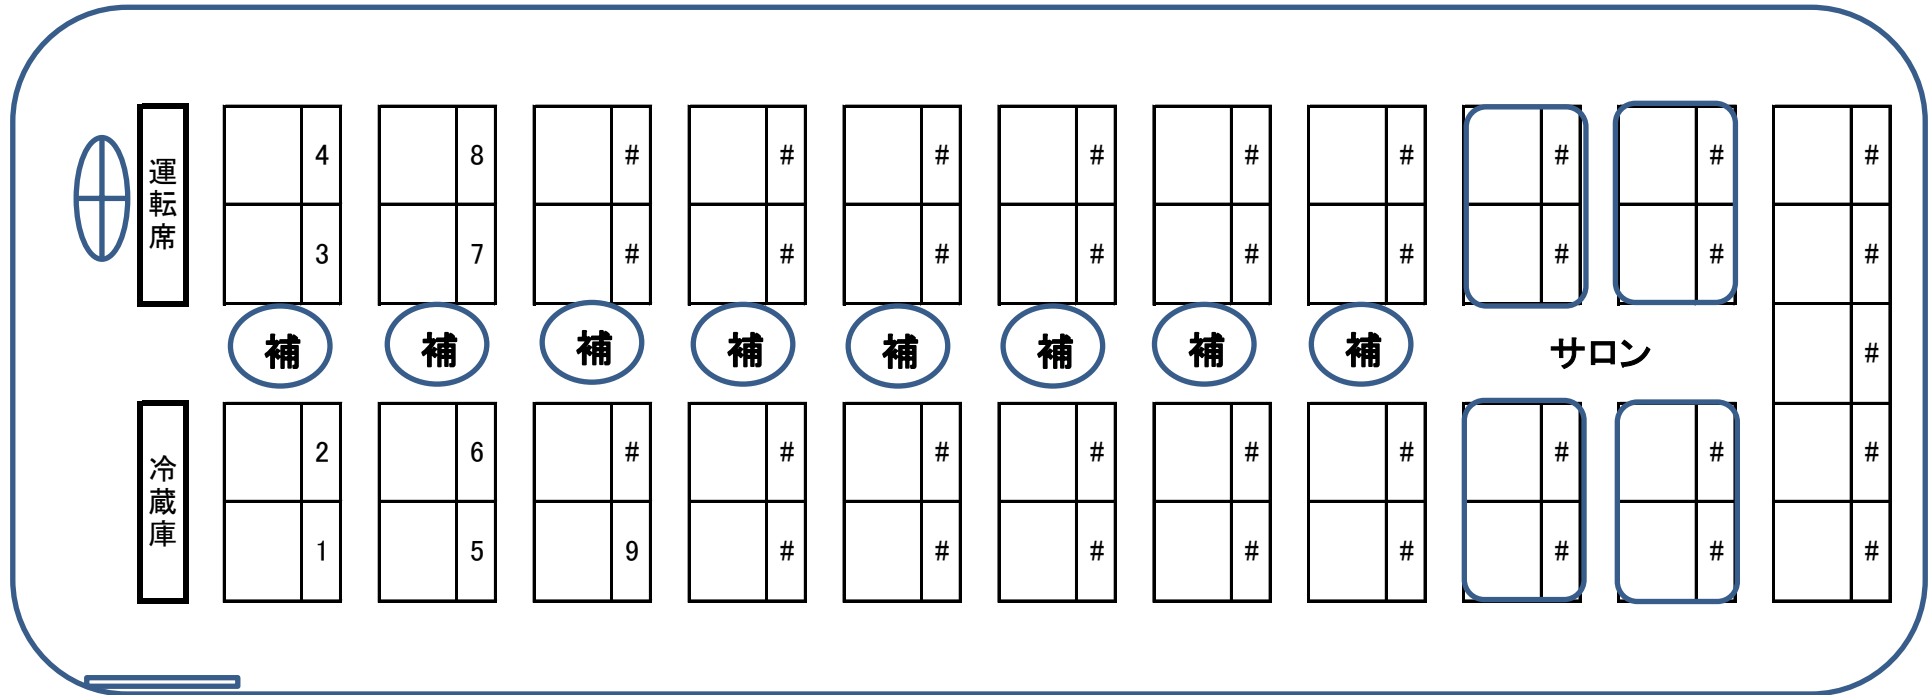 運転席
4 8 # # # # # # # # #
3 7 # # # # # # # # #
補 補 補 補 補 補 補 補 サロン #
冷蔵庫
2 6 # # # # # # # # #
1 5 9 # # # # # # # #